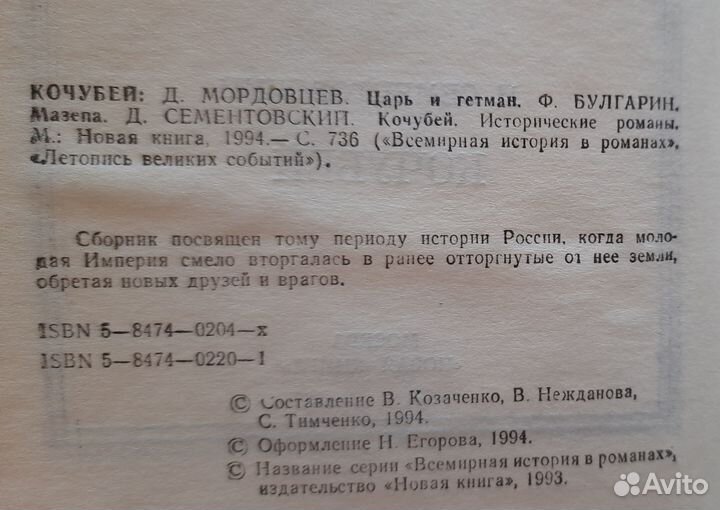 КОЧУБЕЙ: Д. МОРДОВЦЕВ. Царь и гетман. Ф. БУЛГАРИН.
Мазепа. Д. СЕМЕНТОВСКИП. Кочубей. Исторические романы.
М.: Новая книга, 1994.— С. 736 («Всемирная история в романах»,
«Летопись великих событий»).
Сборник посвящен тому периоду истории России, когда моло-
дая Империя смело вторгалась в ранее отторгнутые от нее земли,
обретая новых друзей и врагов.
ISBN 5—8474—0204—х
ISBN 5—8474—0220—1
© Составление В. Козаченко, В. Нежданова,
С. Тимченко, 1994.
© Оформление Н. Егорова, 1994.
© Название серии «Всемирная история в романах»,
издательство «Новая книга», 1993.
Avito